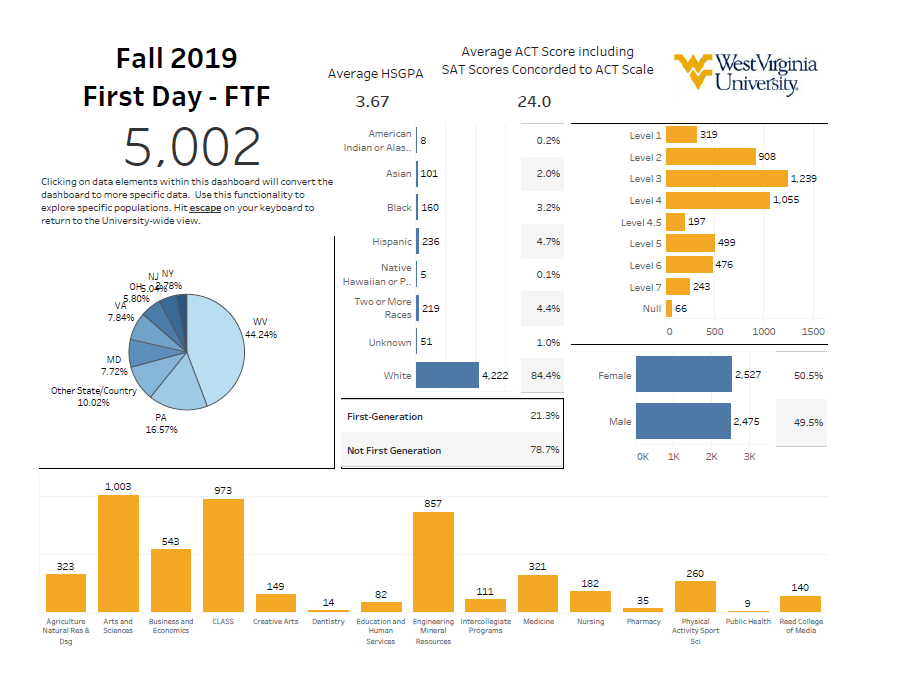 Fall 2019
First Day - FTF
5,002
Clicking on data elements within this dashboard will convert the
dashboard to more specific data. Use this functionality to
explore specific populations. Hit escape on your keyboard to
return to the University-wide view.
Average HSGPA
3.67
Average ACT Score including
SAT Scores Concorded to ACT Scale
24.0
West Virginia
University.
NY
2.78%
NJ
5.04%
OH
5.80%
VA
7.84%
MD
7.72%
Other State/Country
10.02%
PA
16.57%
WV
44.24%
American
Indian or Alas..
8
0.2%
Asian 101 2.0%
Black 160 3.2%
Hispanic 236 4.7%
Native
Hawaiian or P..
5
0.1%
Two or More
Races
219
4.4%
Unknown 51 1.0%
White 4,222 84.4%
First-Generation 21.3%
Not First Generation 78.7%
Level 1 319
Level 2 908
Level 3 1,239
Level 4 1,055
Level 4.5 197
Level 5 499
Level 6 476
Level 7 243
Null 66
0 500 1000 1500
Female 2,527 50.5%
Male 2,475 49.5%
0K 1K 2K 3K
323
1,003
543
973
149
14
82
857
111
321
182
35
260
9
140
Agriculture
Natural Res &
Dsg
Arts and
Sciences
Business and
Economics
CLASS
Creative Arts
Dentistry
Education and
Human
Services
Engineering
Mineral
Resources
Intercollegiate
Programs
Medicine
Nursing
Pharmacy
Physical
Activity Sport
Sci
Public Health
Reed College
of Media